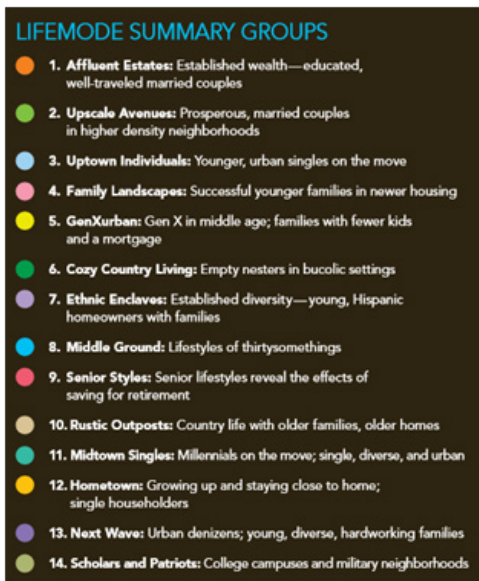 LIFEMODE SUMMARY GROUPS
1. Affluent Estates: Established wealth—educated,
well-traveled married couples
2. Upscale Avenues: Prosperous, married couples
in higher density neighborhoods
3. Uptown Individuals: Younger, urban singles on the move
4. Family Landscapes: Successful younger families in newer housing
5. GenXurban: Gen X in middle age; families with fewer kids
and a mortgage
6. Cozy Country Living: Empty nesters in bucolic settings
7. Ethnic Enclaves: Established diversity—young, Hispanic
homeowners with families
8. Middle Ground: Lifestyles of thirtysomethings
9. Senior Styles: Senior lifestyles reveal the effects of
saving for retirement
10. Rustic Outposts: Country life with older families, older homes
11. Midtown Singles: Millennials on the move; single, diverse, and urban
12. Hometown: Growing up and staying close to home;
single householders
13. Next Wave: Urban denizens; young, diverse, hardworking families
14. Scholars and Patriots: College campuses and military neighborhoods